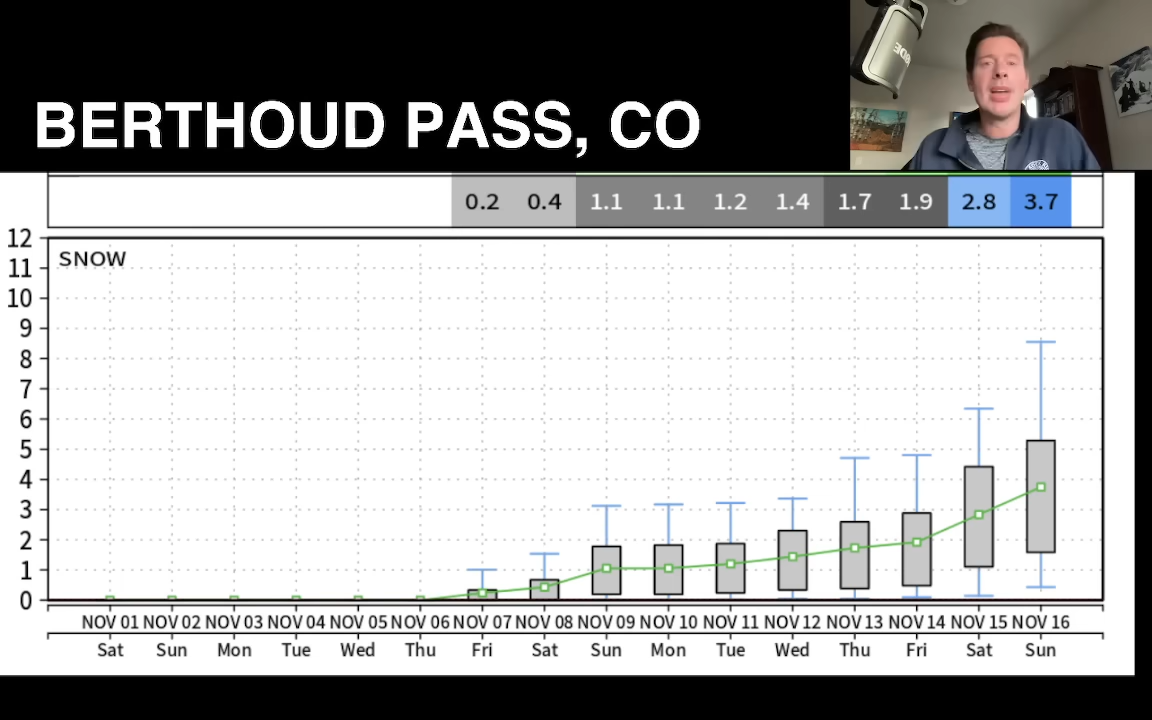 BERTHOUD PASS, CO
RODE
0.2 0.4 1.1 1.1 1.2 1.4 1.7 1.9 2.8 3.7
SNOW
12
11
10
9
8
7
6
5
4
3
2
1
0
NOV 01 NOV 02 NOV 03 NOV 04 NOV 05 NOV 06 NOV 07 NOV 08 NOV 09 NOV 10 NOV 11 NOV 12 NOV 13 NOV 14 NOV 15 NOV 16
Sat Sun Mon Tue Wed Thu Fri Sat Sun Mon Tue Wed Thu Fri Sat Sun